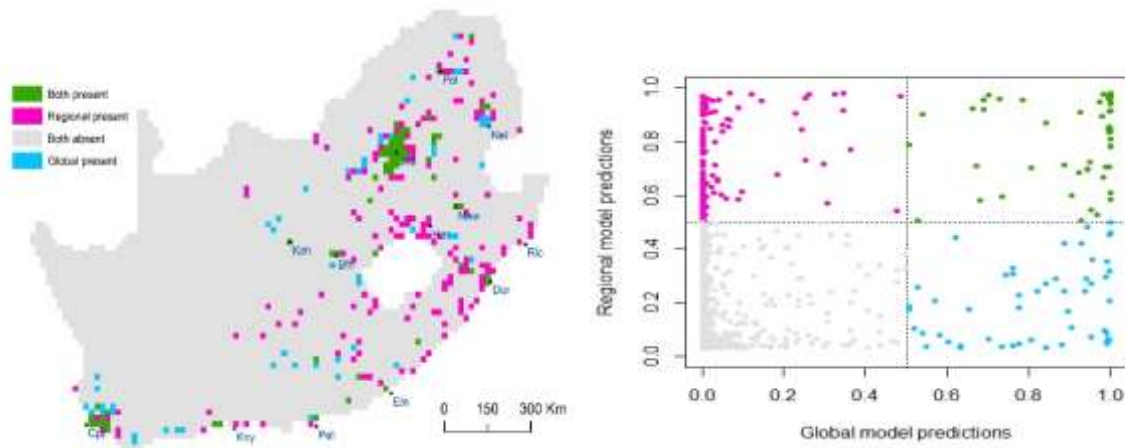 Both present
Regional present
Both absent
Global present
Pol
Nel
Kim
Ric
Dur
Eln
Kny
Pel
Cpt
0 150 300 Km
Regional model predictions
1.0
0.8
0.6
0.4
0.2
0.0
0.0 0.2 0.4 0.6 0.8 1.0
Global model predictions